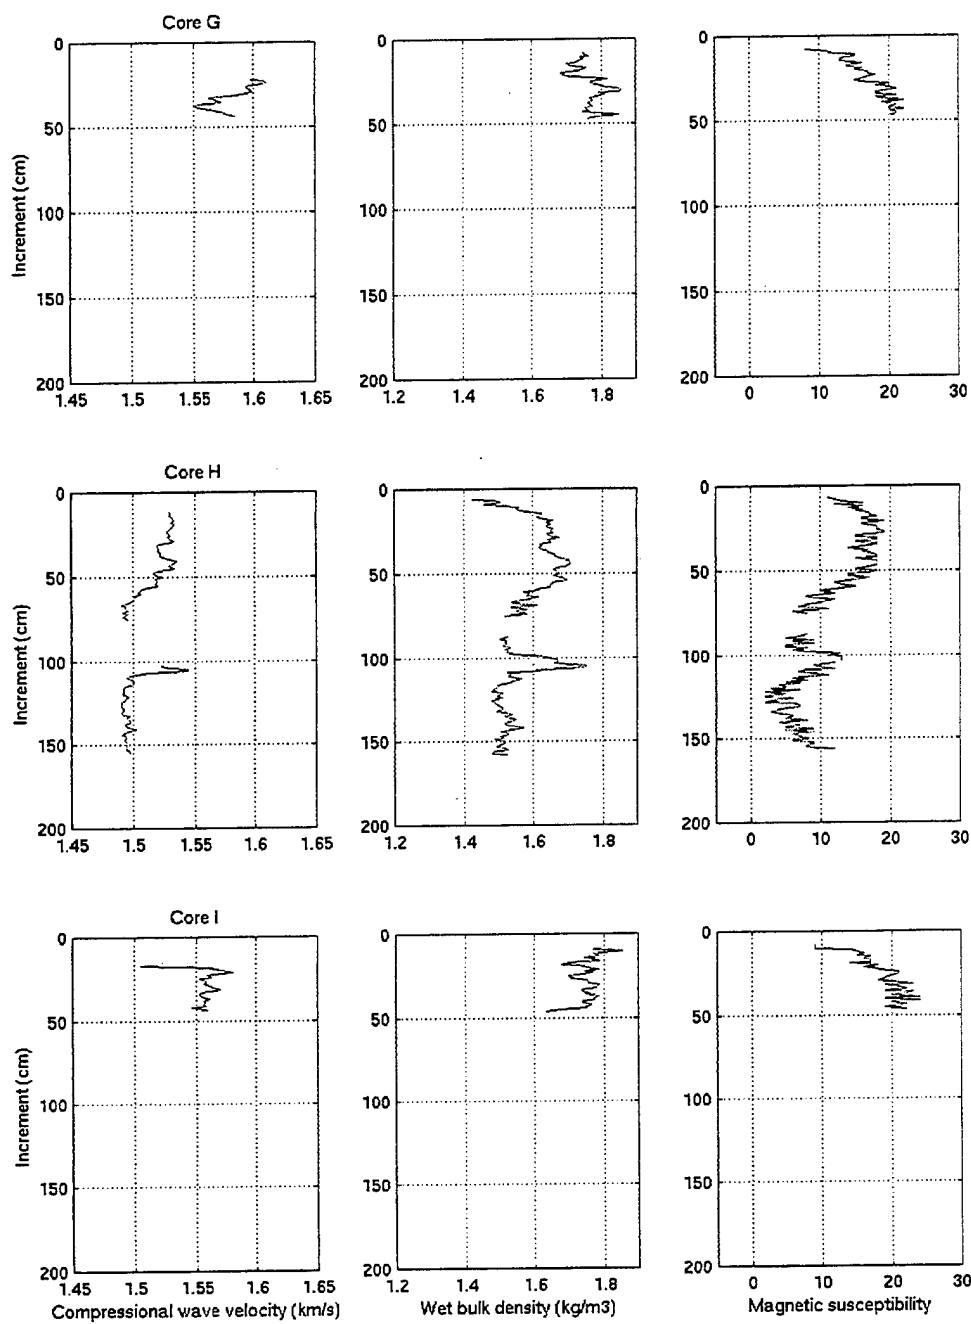 Core G
0
50
100
150
200
1.45 1.5 1.55 1.6 1.65
Increment (cm)
0
50
100
150
200
1.2 1.4 1.6 1.8
0
50
100
150
200
0 10 20 30
Core H
0
50
100
150
200
1.45 1.5 1.55 1.6 1.65
Increment (cm)
0
50
100
150
200
1.2 1.4 1.6 1.8
0
50
100
150
200
0 10 20 30
Core I
0
50
100
150
200
1.45 1.5 1.55 1.6 1.65
Increment (cm)
Compressional wave velocity (km/s)
0
50
100
150
200
1.2 1.4 1.6 1.8
Wet bulk density (kg/m3)
0
50
100
150
200
0 10 20 30
Magnetic susceptibility